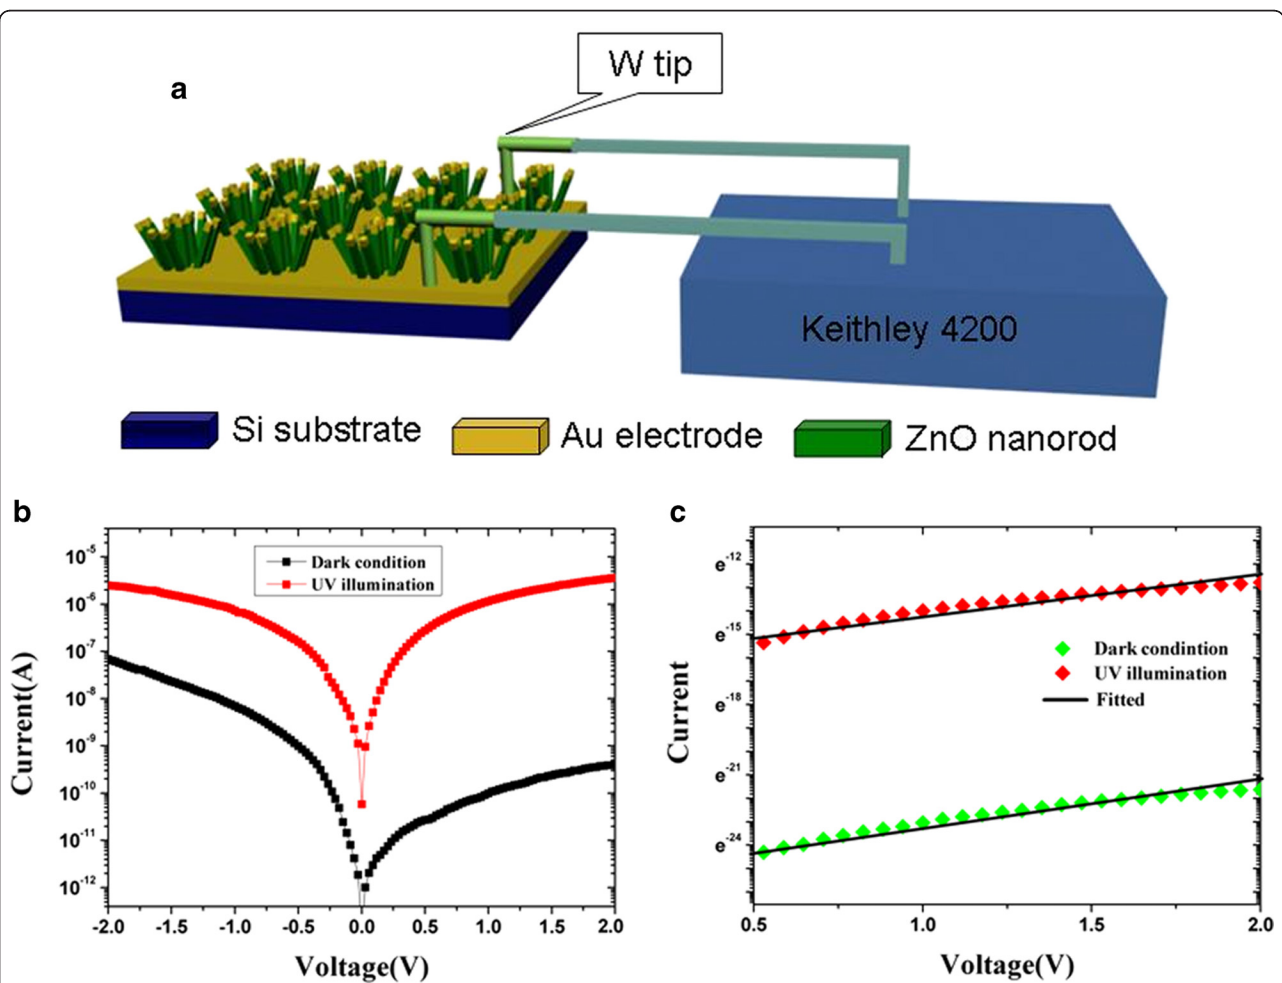 a
W tip
Keithley 4200
Si substrate
Au electrode
ZnO nanorod
b
Current(A)
10⁻⁵
10⁻⁶
10⁻⁷
10⁻⁸
10⁻⁹
10⁻¹⁰
10⁻¹¹
10⁻¹²
Dark condition
UV illumination
-2.0 -1.5 -1.0 -0.5 0.0 0.5 1.0 1.5 2.0
Voltage(V)
c
Current
e⁻¹²
e⁻¹⁵
e⁻¹⁸
e⁻²¹
e⁻²⁴
Dark condintion
UV illumination
Fitted
0.5 1.0 1.5 2.0
Voltage(V)